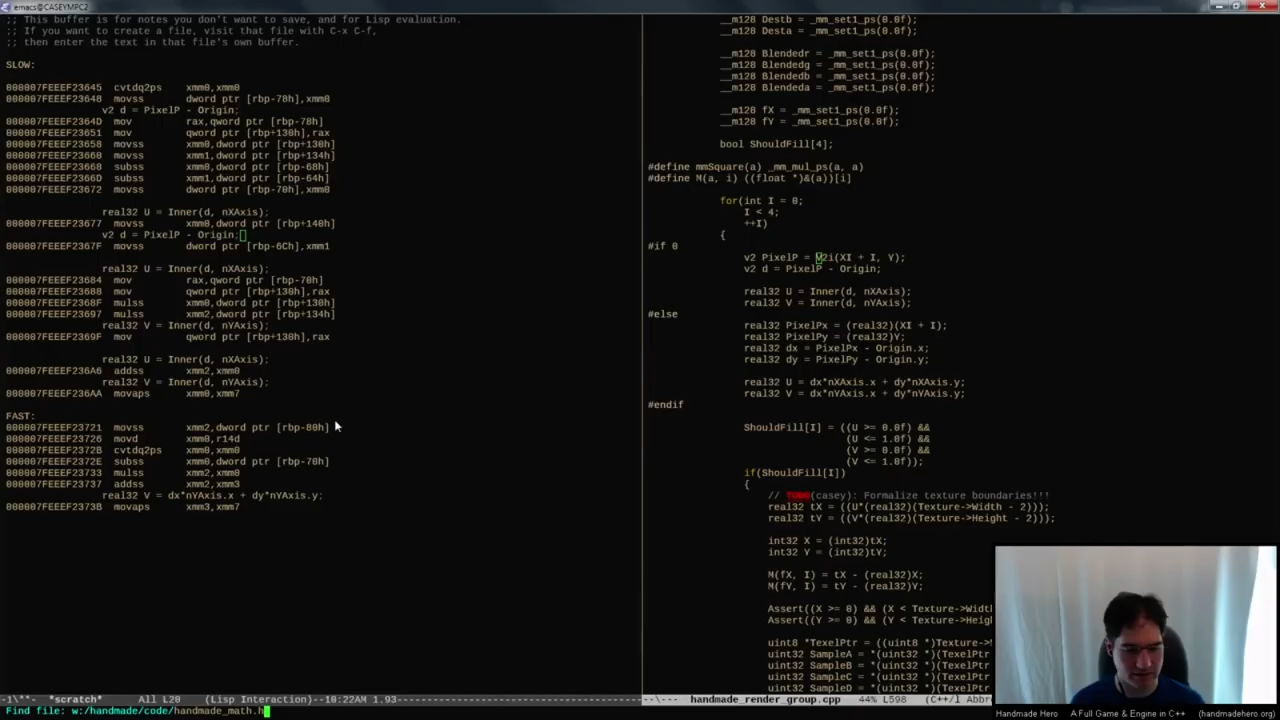 emacs@CASEYMPC2
;; This buffer is for notes you don't want to save, and for Lisp evaluation.
;; If you want to create a file, visit that file with C-x C-f,
;; then enter the text in that file's own buffer.
SLOW:
000007FEEEF23645 cvtdq2ps xmm0,xmm0
000007FEEEF23648 movss dword ptr [rbp-78h],xmm0
v2 d = PixelP - Origin;
000007FEEEF2364D mov rax,qword ptr [rbp-78h]
000007FEEEF23651 mov qword ptr [rbp+130h],rax
000007FEEEF23658 movss xmm0,dword ptr [rbp+130h]
000007FEEEF23660 movss xmm1,dword ptr [rbp+134h]
000007FEEEF23668 subss xmm0,dword ptr [rbp-68h]
000007FEEEF2366D subss xmm1,dword ptr [rbp-64h]
000007FEEEF23672 movss dword ptr [rbp-70h],xmm0
real32 U = Inner(d, nXAxis);
000007FEEEF23677 movss xmm0,dword ptr [rbp+140h]
v2 d = PixelP - Origin;
000007FEEEF2367F movss dword ptr [rbp-6Ch],xmm1
real32 U = Inner(d, nXAxis);
000007FEEEF23684 mov rax,qword ptr [rbp-70h]
000007FEEEF23688 mov qword ptr [rbp+130h],rax
000007FEEEF2368F mulss xmm0,dword ptr [rbp+130h]
000007FEEEF23697 mulss xmm2,dword ptr [rbp+134h]
real32 V = Inner(d, nYAxis);
000007FEEEF2369F mov qword ptr [rbp+130h],rax
real32 U = Inner(d, nXAxis);
000007FEEEF236A6 addss xmm2,xmm0
real32 V = Inner(d, nYAxis);
000007FEEEF236AA movaps xmm0,xmm7
FAST:
000007FEEEF23721 movss xmm2,dword ptr [rbp-80h]
000007FEEEF23726 movd xmm0,r14d
000007FEEEF2372B cvtdq2ps xmm0,xmm0
000007FEEEF2372E subss xmm0,dword ptr [rbp-70h]
000007FEEEF23733 mulss xmm2,xmm0
000007FEEEF23737 addss xmm2,xmm3
real32 V = dx*nYAxis.x + dy*nYAxis.y;
000007FEEEF2373B movaps xmm3,xmm7
-1\**- *scratch* All L20 (Lisp Interaction)--10:22AM 1.93
Find file: w:/handmade/code/handmade_math.h
__m128 Destb = _mm_set1_ps(0.0f);
__m128 Desta = _mm_set1_ps(0.0f);
__m128 Blendedr = _mm_set1_ps(0.0f);
__m128 Blendedg = _mm_set1_ps(0.0f);
__m128 Blendedb = _mm_set1_ps(0.0f);
__m128 Blendeda = _mm_set1_ps(0.0f);
__m128 fX = _mm_set1_ps(0.0f);
__m128 fY = _mm_set1_ps(0.0f);
bool ShouldFill[4];
#define mmSquare(a) _mm_mul_ps(a, a)
#define M(a, i) ((float *)&(a))[i]
for(int I = 0;
I < 4;
++I)
{
#if 0
v2 PixelP = V2i(XI + I, Y);
v2 d = PixelP - Origin;
real32 U = Inner(d, nXAxis);
real32 V = Inner(d, nYAxis);
#else
real32 PixelPx = (real32)(XI + I);
real32 PixelPy = (real32)Y;
real32 dx = PixelPx - Origin.x;
real32 dy = PixelPy - Origin.y;
real32 U = dx*nXAxis.x + dy*nXAxis.y;
real32 V = dx*nYAxis.x + dy*nYAxis.y;
#endif
ShouldFill[I] = ((U >= 0.0f) &&
(U <= 1.0f) &&
(V >= 0.0f) &&
(V <= 1.0f));
if(ShouldFill[I])
{
// TODO(casey): Formalize texture boundaries!!!
real32 tX = ((U*(real32)(Texture->Width - 2)));
real32 tY = ((V*(real32)(Texture->Height - 2)));
int32 X = (int32)tX;
int32 Y = (int32)tY;
M(fX, I) = tX - (real32)X;
M(fY, I) = tY - (real32)Y;
Assert((X >= 0) && (X < Texture->Widt
Assert((Y >= 0) && (Y < Texture->Heig
uint8 *TexelPtr = ((uint8 *)Texture->
uint32 SampleA = *(uint32 *)(TexelPtr
uint32 SampleB = *(uint32 *)(TexelPtr
uint32 SampleC = *(uint32 *)(TexelPtr
uint32 SampleD = *(uint32 *)(TexelPtr
handmade_render_group.cpp 44% L598 (C++/l Abbre
Handmade Hero A Full Game & Engine in C++ (handmadehero.org)